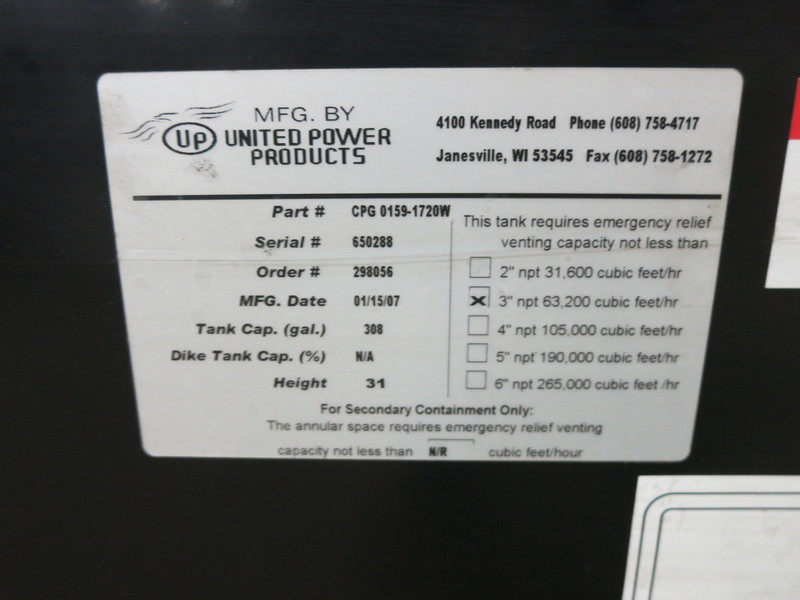 MFG. BY
UP UNITED POWER
PRODUCTS
4100 Kennedy Road Phone (608) 758-4717
Janesville, WI 53545 Fax (608) 758-1272
Part # CPG 0159-1720W
Serial # 650288
Order # 298056
MFG. Date 01/15/07
Tank Cap. (gal.) 308
Dike Tank Cap. (%) N/A
Height 31
This tank requires emergency relief
venting capacity not less than
2" npt 31,600 cubic feet/hr
X 3" npt 63,200 cubic feet/hr
4" npt 105,000 cubic feet/hr
5" npt 190,000 cubic feet/hr
6" npt 265,000 cubic feet /hr
For Secondary Containment Only:
The annular space requires emergency relief venting
capacity not less than N/R cubic feet/hour